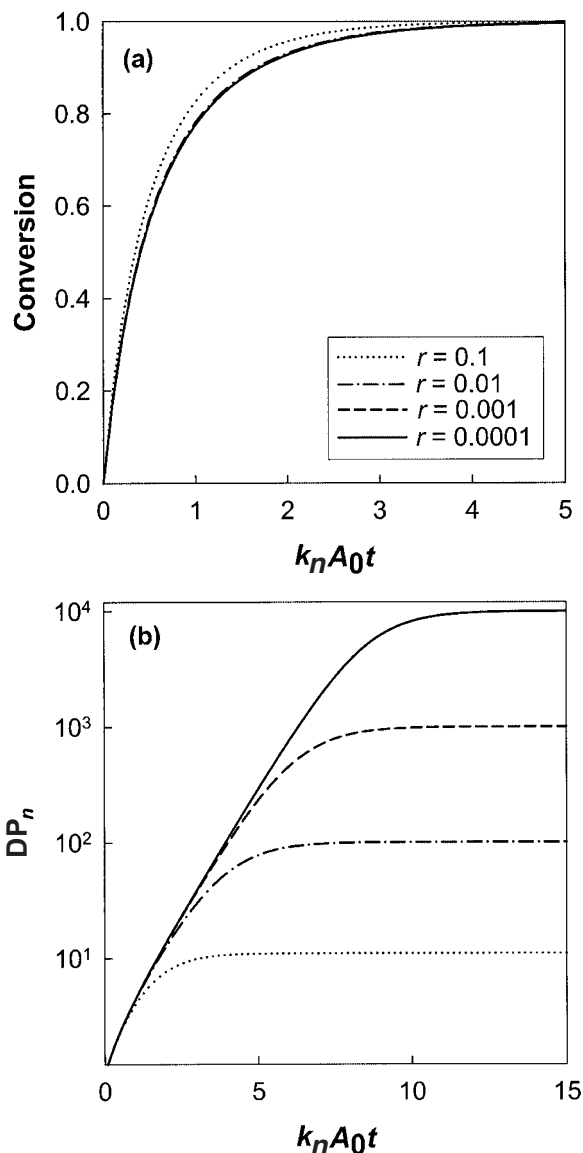 1.0
(a)
0.8
0.6
0.4
0.2
0.0
Conversion
r = 0.1
r = 0.01
r = 0.001
r = 0.0001
0 1 2 3 4 5
kₙA₀t
10⁴
(b)
10³
10²
10¹
DPₙ
0 5 10 15
kₙA₀t